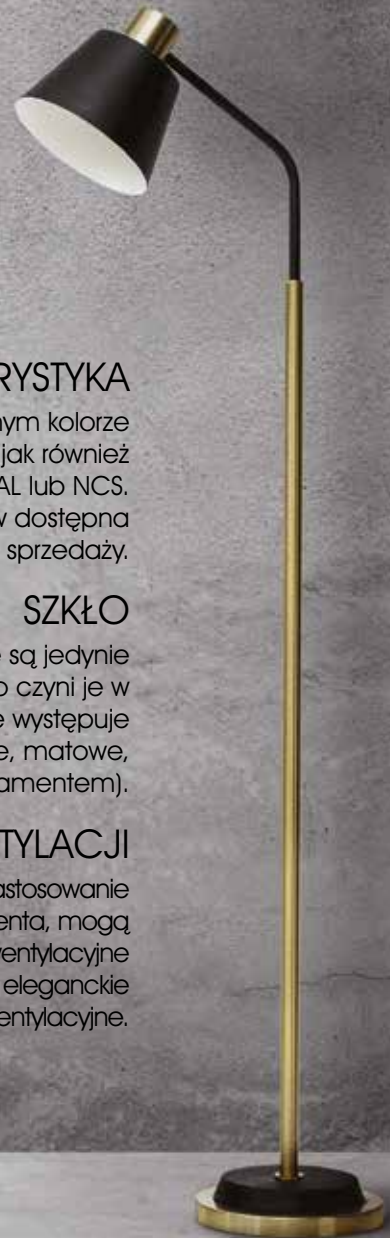 RYSTYKA
nym kolorze
jak również
AL lub NCS.
w dostępna
sprzedaży.
SZKŁO
są jedynie
o czyni je w
e występuje
e, matowe,
amentem).
TYLACJI
astosowanie
enta, mogą
entylacyjne
eleganckie
entylacyjne.